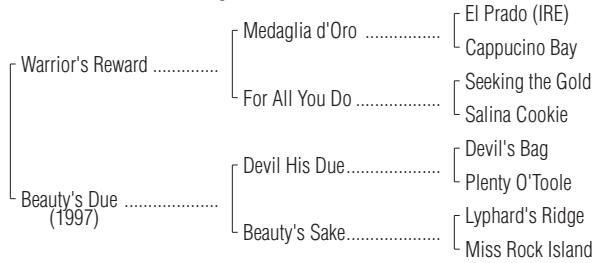 El Prado (IRE)
Medaglia d'Oro ................
Cappucino Bay
Warrior's Reward ..............
Seeking the Gold
For All You Do ..................
Salina Cookie
Devil's Bag
Devil His Due....................
Plenty O'Toole
Beauty's Due ....................
(1997)
Lyphard's Ridge
Beauty's Sake....................
Miss Rock Island